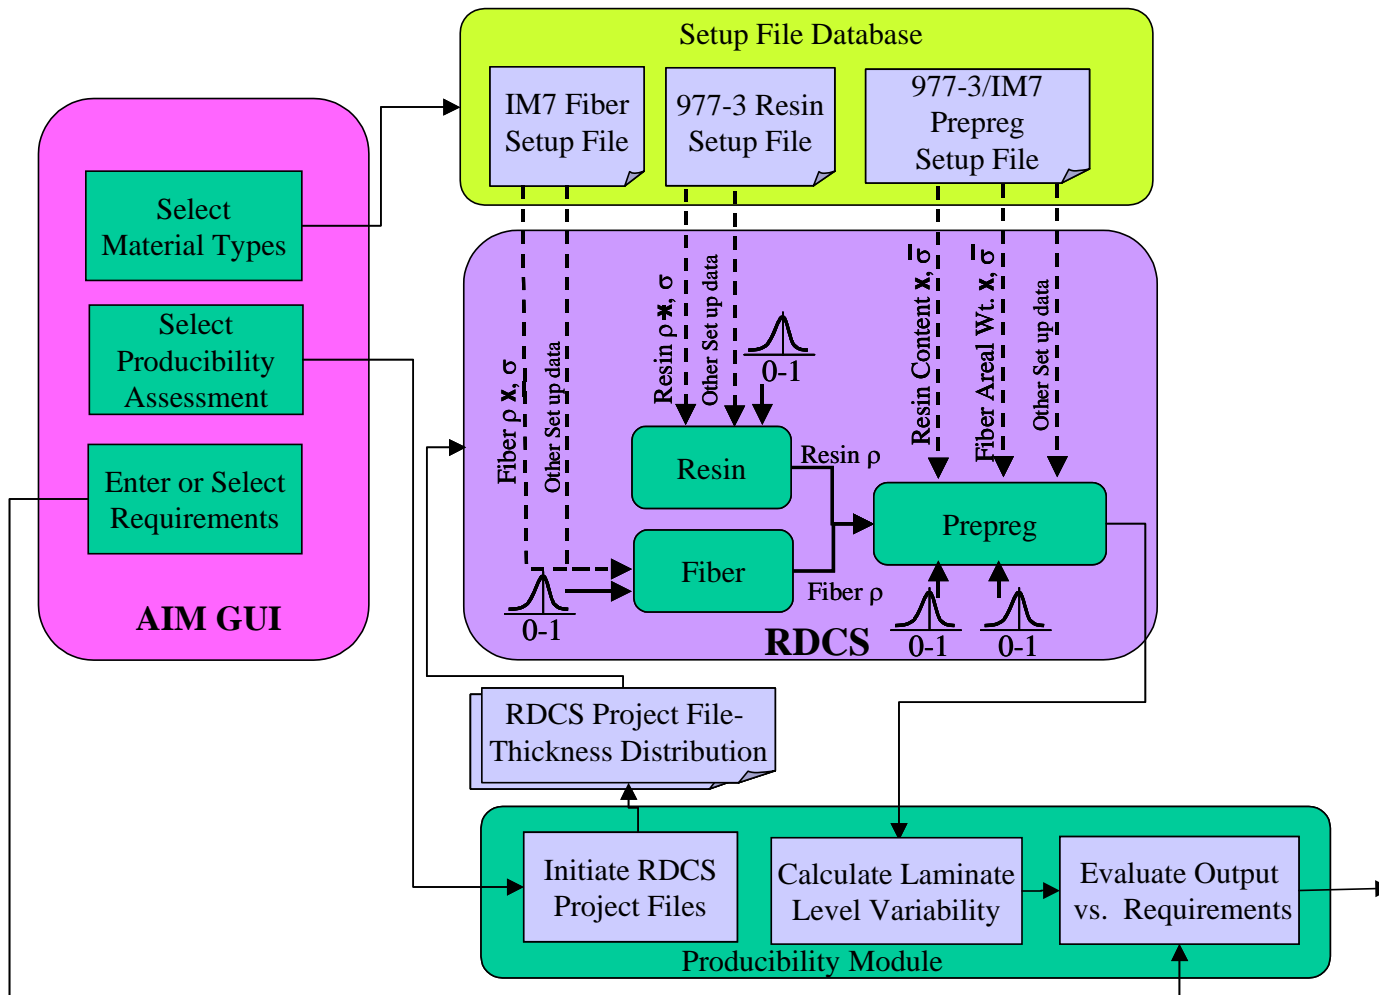 Setup File Database
IM7 Fiber
Setup File
977-3 Resin
Setup File
977-3/IM7
Prepreg
Setup File
Select
Material Types
Select
Producibility
Assessment
Enter or Select
Requirements
AIM GUI
Fiber ρ x̄, σ
Other Set up data
Resin ρ x̄, σ
Other Set up data
0-1
Resin Content x̄, σ
Fiber Areal Wt. x̄, σ
Other Set up data
Resin
Resin ρ
Prepreg
Fiber
Fiber ρ
0-1
0-1
0-1
RDCS
RDCS Project File-
Thickness Distribution
Initiate RDCS
Project Files
Calculate Laminate
Level Variability
Evaluate Output
vs. Requirements
Producibility Module